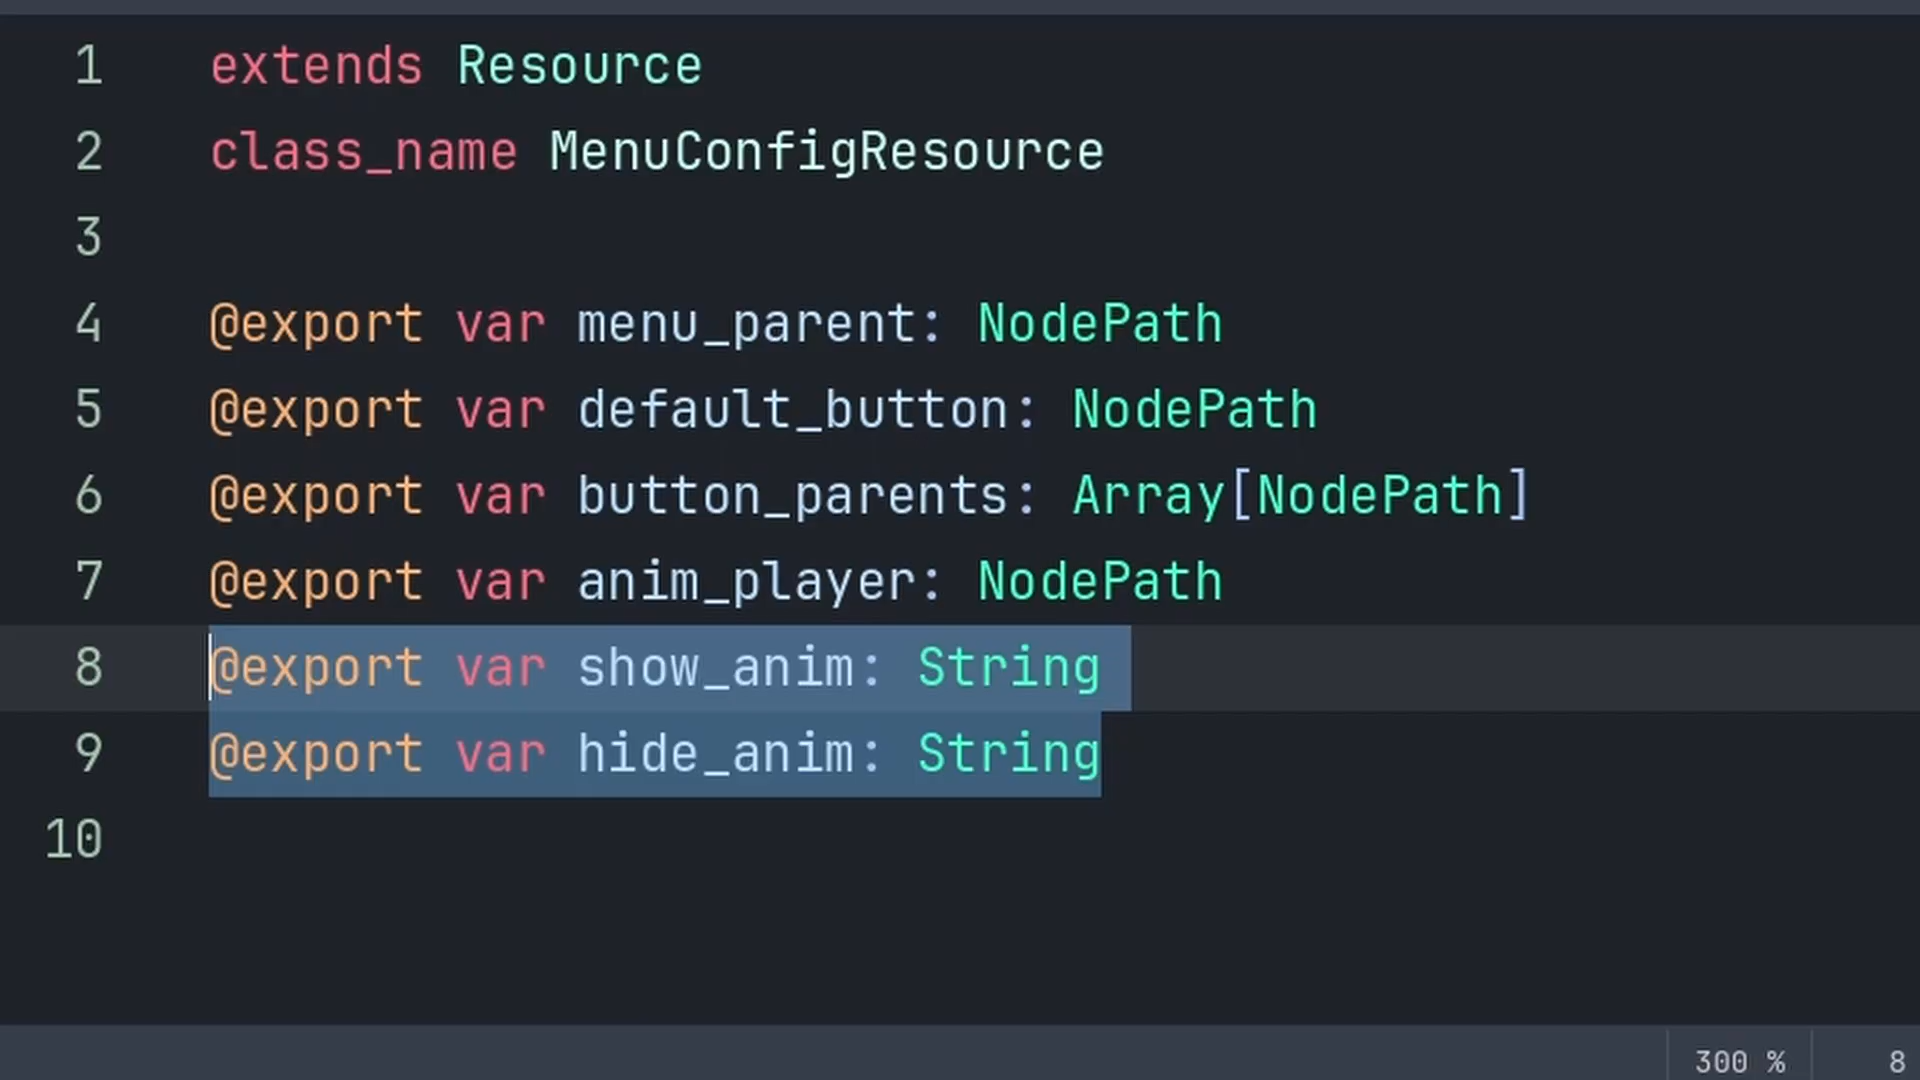 1 extends Resource
2 class_name MenuConfigResource
3
4 @export var menu_parent: NodePath
5 @export var default_button: NodePath
6 @export var button_parents: Array[NodePath]
7 @export var anim_player: NodePath
8 @export var show_anim: String
9 @export var hide_anim: String
10
300 % 8